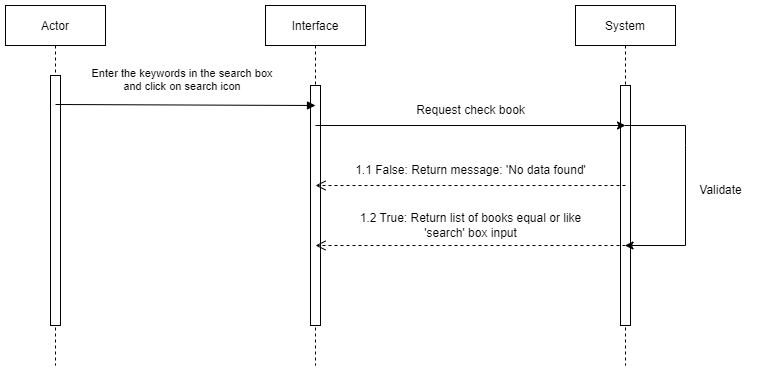 Actor
Interface
System
Enter the keywords in the search box
and click on search icon
Request check book
1.1 False: Return message: 'No data found'
Validate
1.2 True: Return list of books equal or like
'search' box input